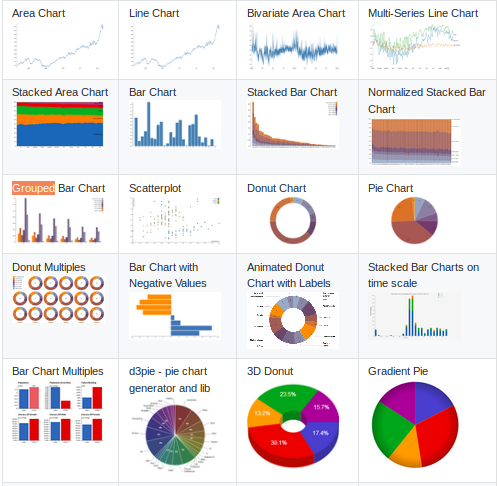 Area Chart
Line Chart
Bivariate Area Chart
Multi-Series Line Chart
Stacked Area Chart
Bar Chart
Stacked Bar Chart
Normalized Stacked Bar
Chart
Grouped Bar Chart
Scatterplot
Donut Chart
Pie Chart
Donut Multiples
Bar Chart with
Negative Values
Animated Donut
Chart with Labels
Stacked Bar Charts on
time scale
Bar Chart Multiples
d3pie - pie chart
generator and lib
3D Donut
Gradient Pie
23.5%
15.7%
13.2%
17.4%
30.1%